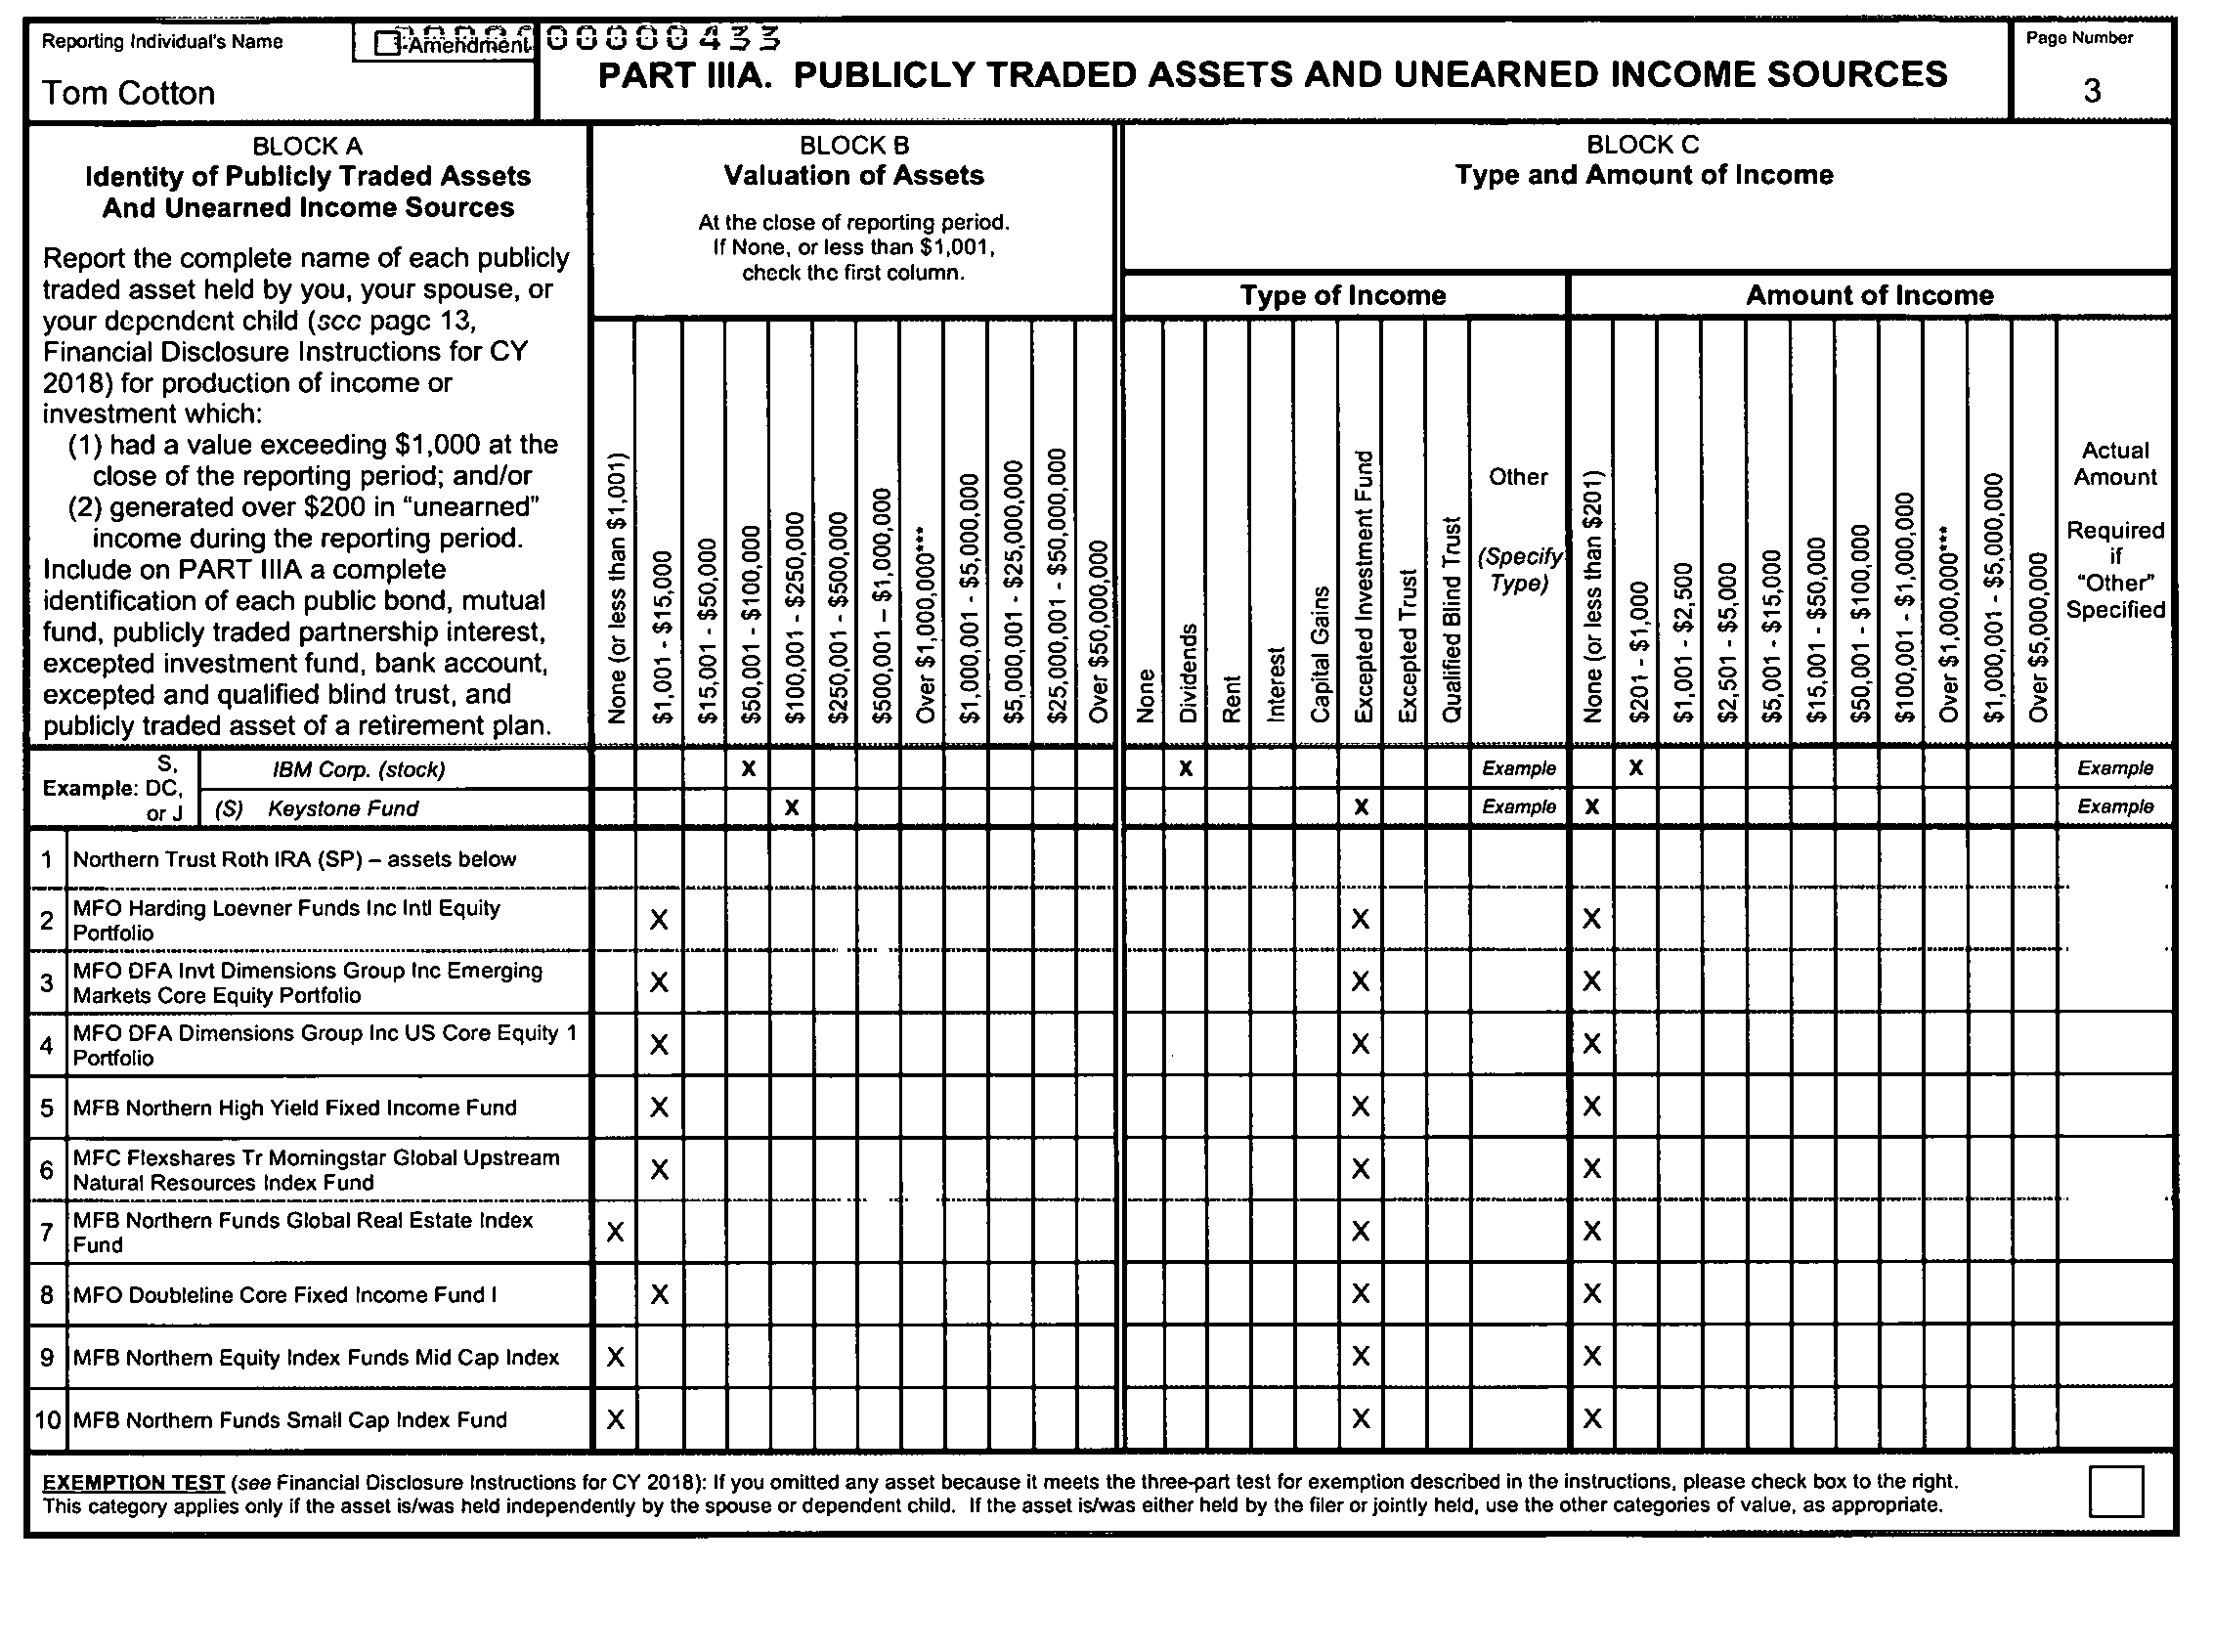 Reporting Individual's Name
Amendment
00000000433
Tom Cotton
PART IIIA. PUBLICLY TRADED ASSETS AND UNEARNED INCOME SOURCES
Page Number
3
BLOCK A
Identity of Publicly Traded Assets
And Unearned Income Sources
Report the complete name of each publicly
traded asset held by you, your spouse, or
your dependent child (see page 13,
Financial Disclosure Instructions for CY
2018) for production of income or
investment which:
(1) had a value exceeding $1,000 at the
close of the reporting period; and/or
(2) generated over $200 in "unearned"
income during the reporting period.
Include on PART IIIA a complete
identification of each public bond, mutual
fund, publicly traded partnership interest,
excepted investment fund, bank account,
excepted and qualified blind trust, and
publicly traded asset of a retirement plan.
BLOCK B
Valuation of Assets
At the close of reporting period.
If None, or less than $1,001,
check the first column.
None (or less than $1,001)
$1,001 - $15,000
$15,001 - $50,000
$50,001 - $100,000
$100,001 - $250,000
$250,001 - $500,000
$500,001 – $1,000,000
Over $1,000,000***
$1,000,001 - $5,000,000
$5,000,001 - $25,000,000
$25,000,001 - $50,000,000
Over $50,000,000
BLOCK C
Type and Amount of Income
Type of Income
None
Dividends
Rent
Interest
Capital Gains
Excepted Investment Fund
Excepted Trust
Qualified Blind Trust
Other
(Specify
Type)
Amount of Income
None (or less than $201)
$201 - $1,000
$1,001 - $2,500
$2,501 - $5,000
$5,001 - $15,000
$15,001 - $50,000
$50,001 - $100,000
$100,001 - $1,000,000
Over $1,000,000***
$1,000,001 - $5,000,000
Over $5,000,000
Actual
Amount
Required
if
"Other"
Specified
Example: S, DC, or J
IBM Corp. (stock) X X Example X Example
(S) Keystone Fund X X Example X Example
1 Northern Trust Roth IRA (SP) – assets below
2 MFO Harding Loevner Funds Inc Intl Equity
Portfolio X X X
3 MFO DFA Invt Dimensions Group Inc Emerging
Markets Core Equity Portfolio X X X
4 MFO DFA Dimensions Group Inc US Core Equity 1
Portfolio X X X
5 MFB Northern High Yield Fixed Income Fund X X X
6 MFC Flexshares Tr Morningstar Global Upstream
Natural Resources Index Fund X X X
7 MFB Northern Funds Global Real Estate Index
Fund X X X
8 MFO Doubleline Core Fixed Income Fund I X X X
9 MFB Northern Equity Index Funds Mid Cap Index X X X
10 MFB Northern Funds Small Cap Index Fund X X X
EXEMPTION TEST (see Financial Disclosure Instructions for CY 2018): If you omitted any asset because it meets the three-part test for exemption described in the instructions, please check box to the right.
This category applies only if the asset is/was held independently by the spouse or dependent child. If the asset is/was either held by the filer or jointly held, use the other categories of value, as appropriate.